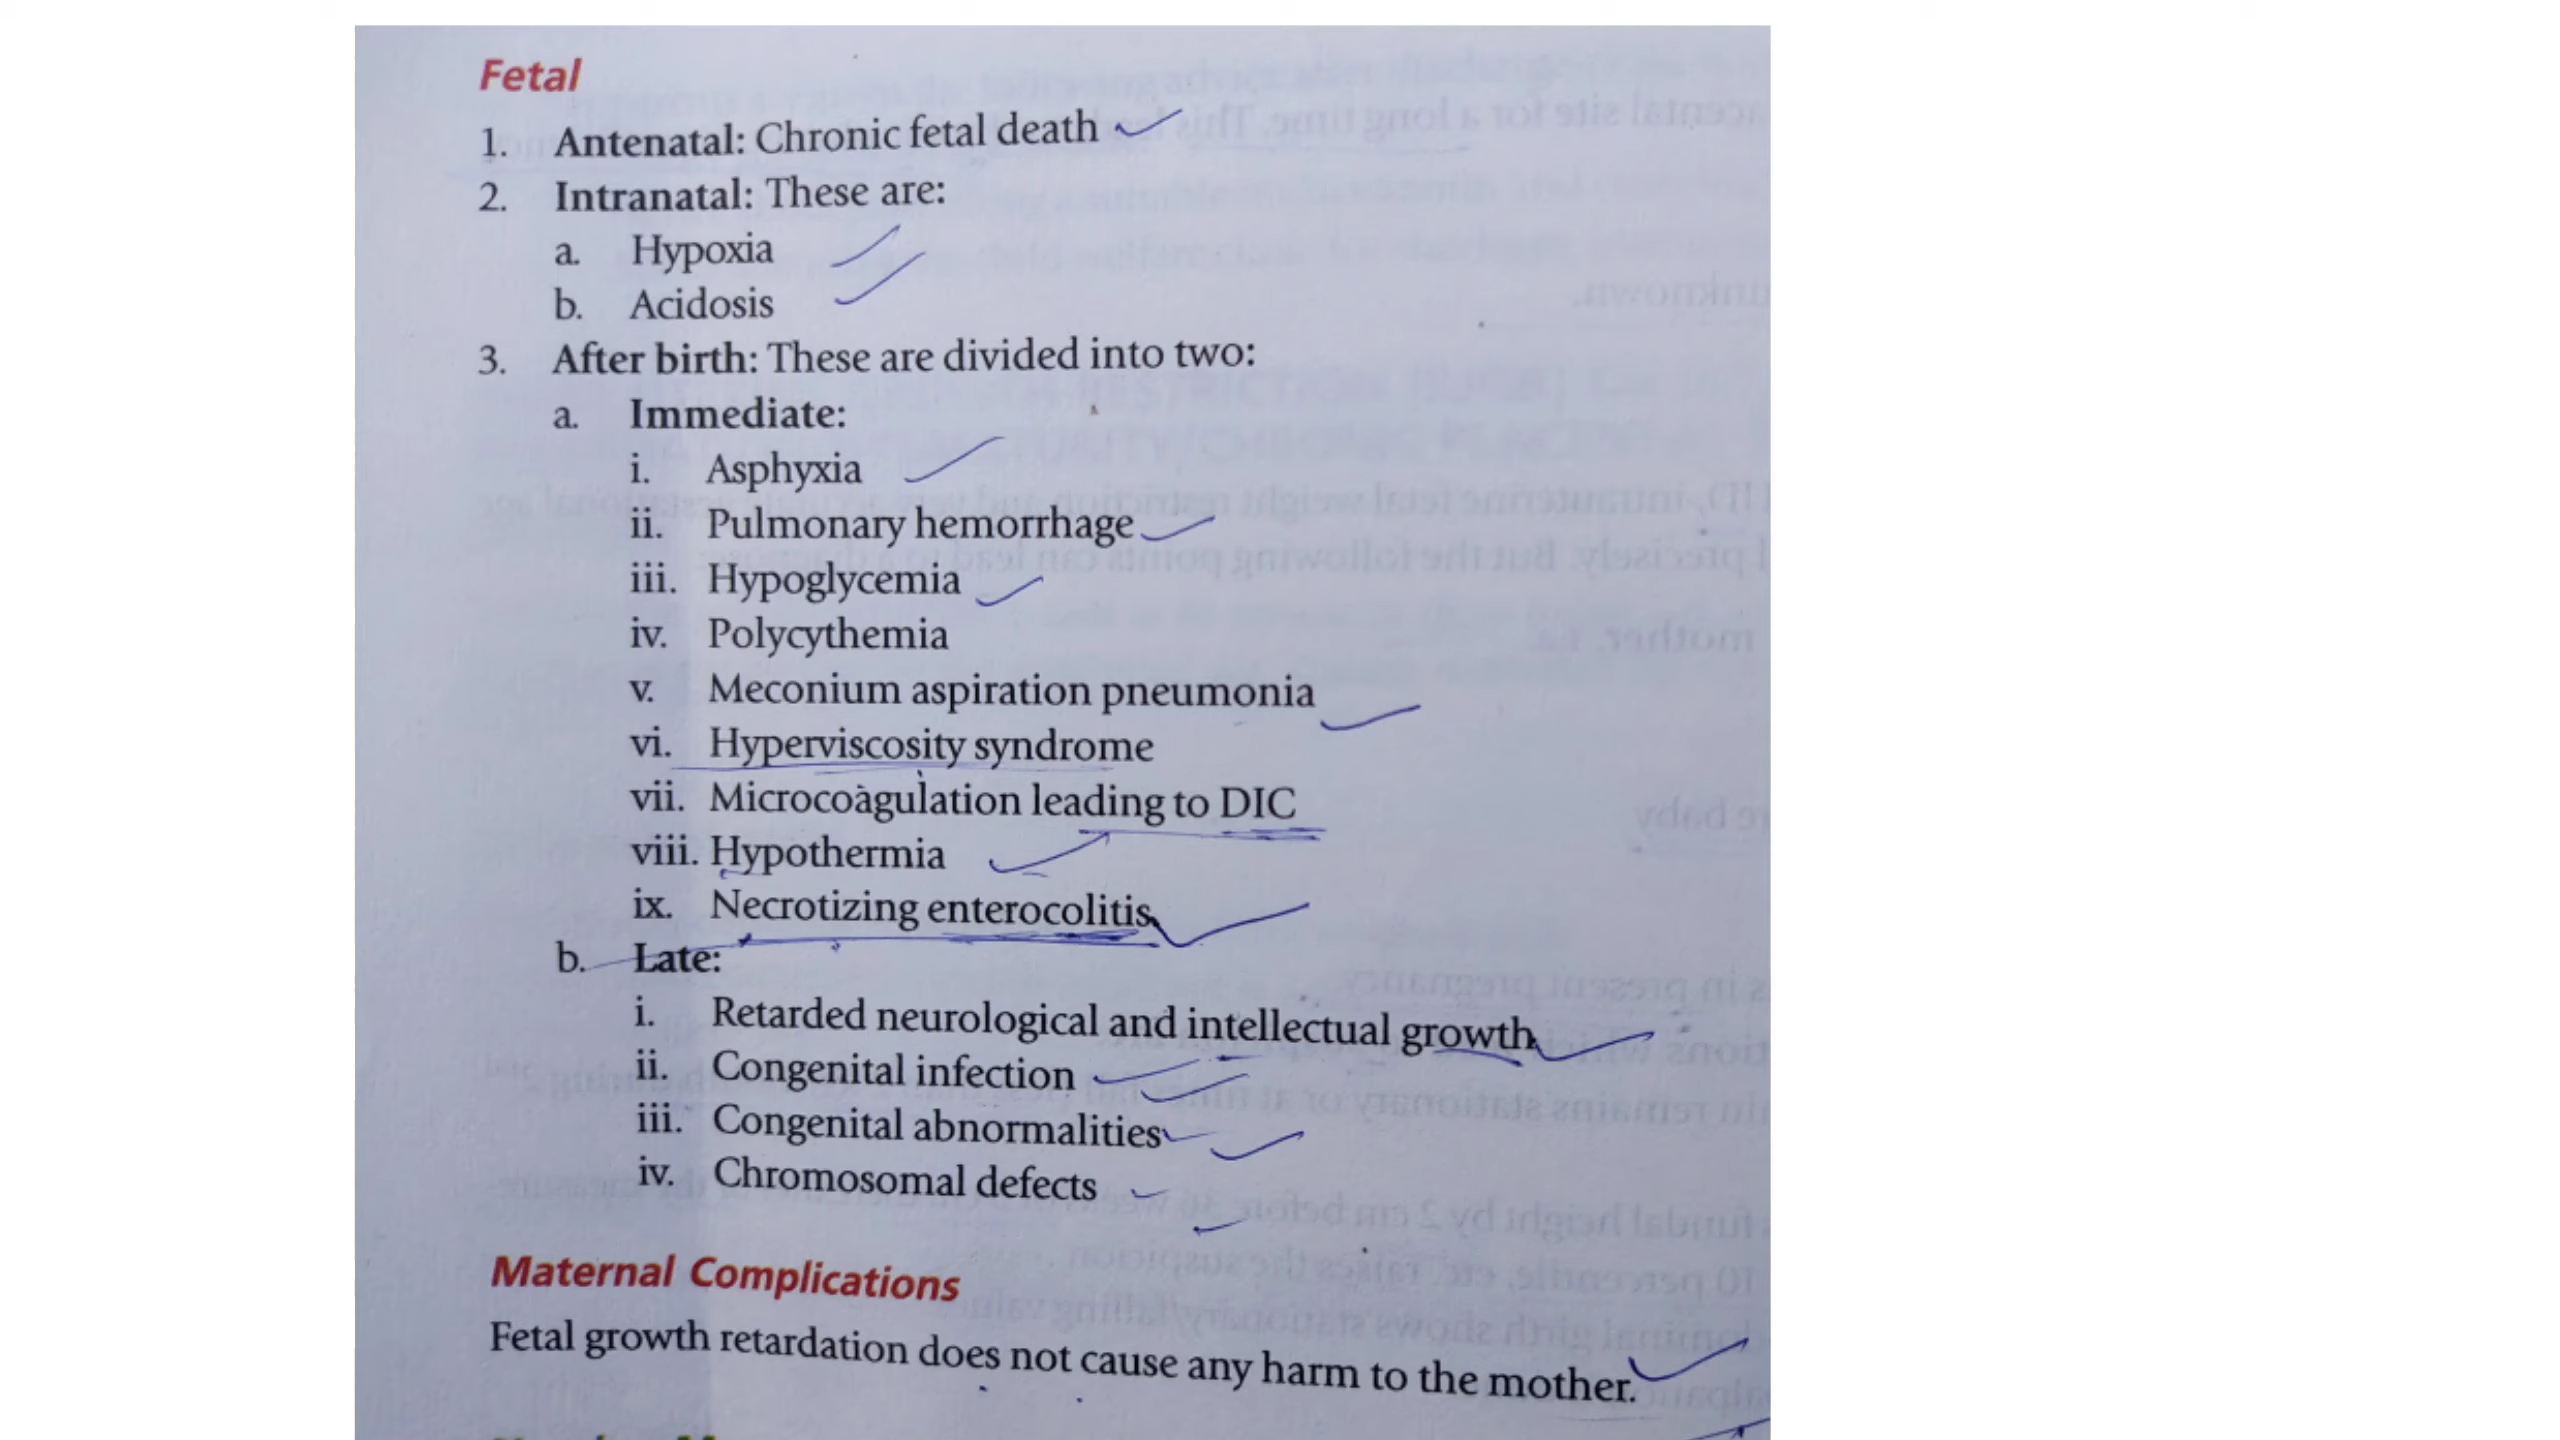 Fetal
1. Antenatal: Chronic fetal death
2. Intranatal: These are:
a. Hypoxia
b. Acidosis
3. After birth: These are divided into two:
a. Immediate:
i. Asphyxia
ii. Pulmonary hemorrhage
iii. Hypoglycemia
iv. Polycythemia
v. Meconium aspiration pneumonia
vi. Hyperviscosity syndrome
vii. Microcoagulation leading to DIC
viii. Hypothermia
ix. Necrotizing enterocolitis
b. Late:
i. Retarded neurological and intellectual growth
ii. Congenital infection
iii. Congenital abnormalities
iv. Chromosomal defects
Maternal Complications
Fetal growth retardation does not cause any harm to the mother.